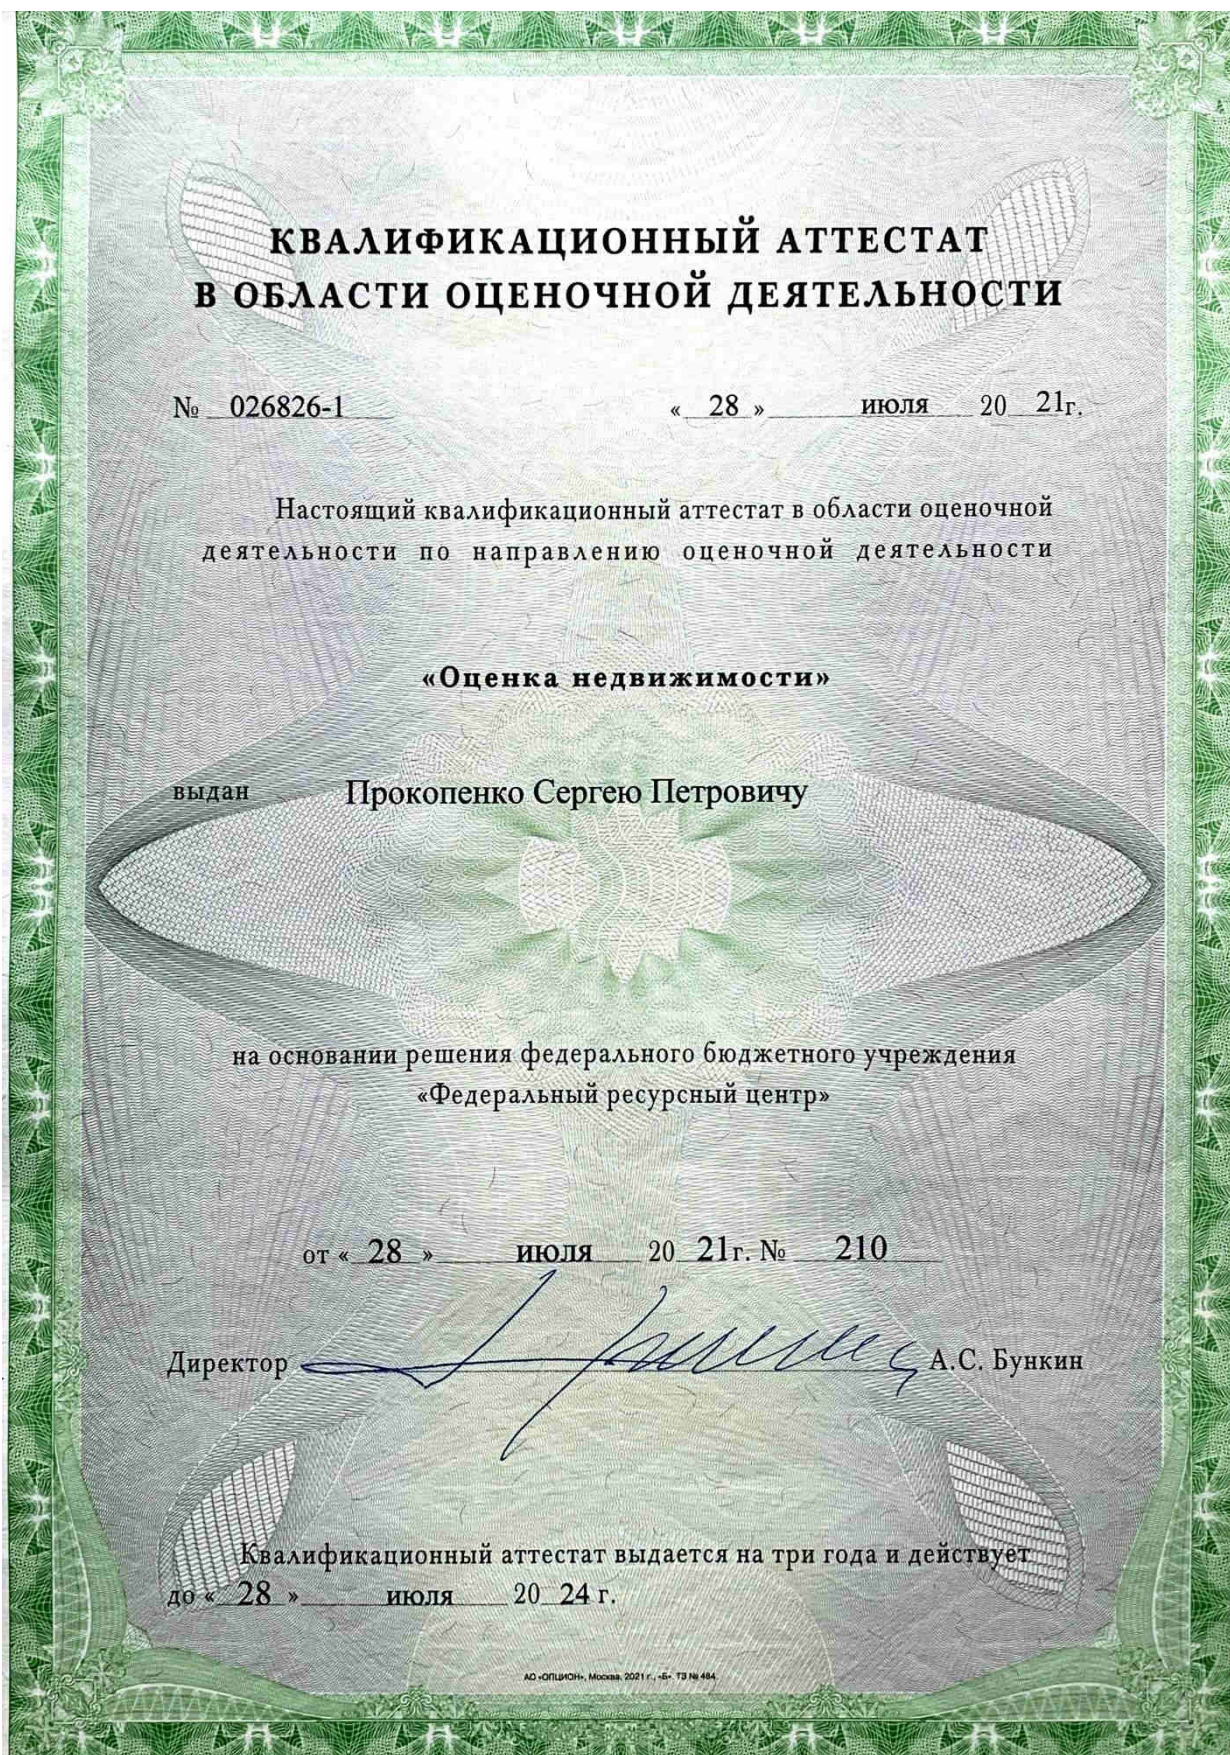 КВАЛИФИКАЦИОННЫЙ АТТЕСТАТ
В ОБЛАСТИ ОЦЕНОЧНОЙ ДЕЯТЕЛЬНОСТИ
№ 026826-1 « 28 » июля 20 21г.
Настоящий квалификационный аттестат в области оценочной
деятельности по направлению оценочной деятельности
«Оценка недвижимости»
выдан Прокопенко Сергею Петровичу
на основании решения федерального бюджетного учреждения
«Федеральный ресурсный центр»
от « 28 » июля 20 21г. № 210
Директор А.С. Бункин
Квалификационный аттестат выдается на три года и действует
до « 28 » июля 20 24 г.
АО «ОПЦИОН», Москва, 2021 г., «Б». ТЗ № 484.